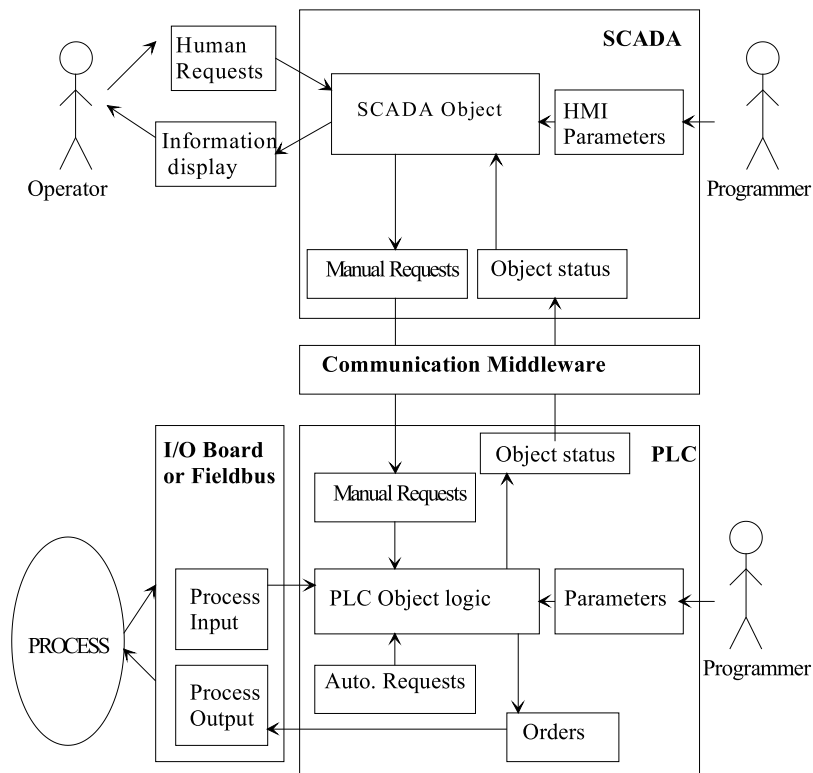 Human
Requests
SCADA
SCADA Object
HMI
Parameters
Information
display
Operator
Programmer
Manual Requests
Object status
Communication Middleware
I/O Board
or Fieldbus
Object status
PLC
Manual Requests
Process
Input
PLC Object logic
Parameters
PROCESS
Programmer
Auto. Requests
Process
Output
Orders